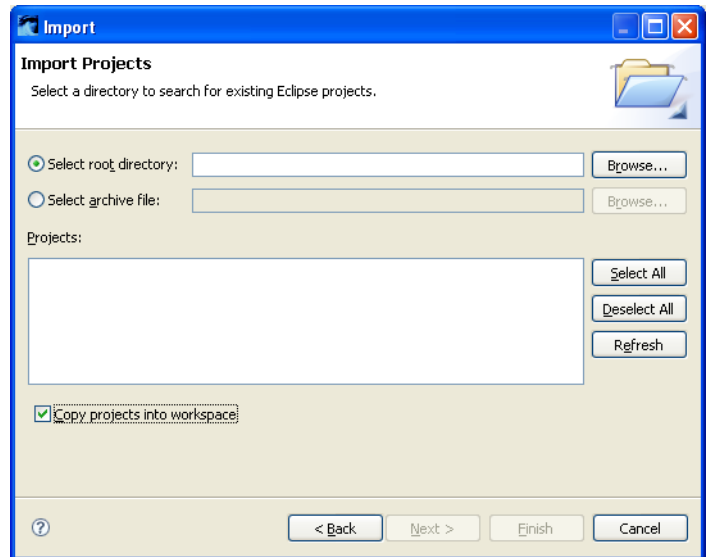 Import
Import Projects
Select a directory to search for existing Eclipse projects.
Select root directory: Browse...
Select archive file: Browse...
Projects:
Select All
Deselect All
Refresh
Copy projects into workspace
? < Back Next > Finish Cancel